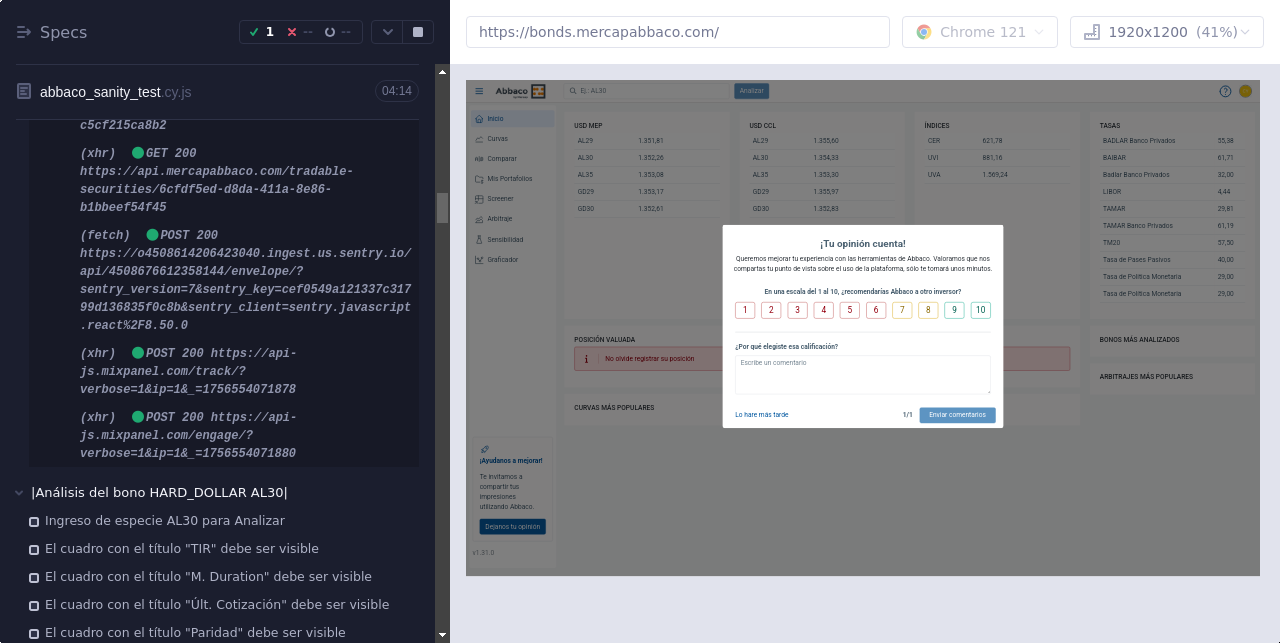 Specs
1
--
--
abbaco_sanity_test.cy.js
04:14
c5cf215ca8b2
(xhr) GET 200
https://api.mercapabbaco.com/tradable-
securities/6cfdf5ed-d8da-411a-8e86-
b1bbeef54f45
(fetch) POST 200
https://o4508614206423040.ingest.us.sentry.io/
api/4508676612358144/envelope/?
sentry_version=7&sentry_key=cef0549a121337c317
99d136835f0c8b&sentry_client=sentry.javascript
.react%2F8.50.0
(xhr) POST 200 https://api-
js.mixpanel.com/track/?
verbose=1&ip=1&_=1756554071878
(xhr) POST 200 https://api-
js.mixpanel.com/engage/?
verbose=1&ip=1&_=1756554071880
|Análisis del bono HARD_DOLLAR AL30|
Ingreso de especie AL30 para Analizar
El cuadro con el título "TIR" debe ser visible
El cuadro con el título "M. Duration" debe ser visible
El cuadro con el título "Últ. Cotización" debe ser visible
El cuadro con el título "Paridad" debe ser visible
https://bonds.mercapabbaco.com/
Chrome 121
1920x1200 (41%)
Abbaco
Ej. AL30
Analizar
Inicio
Curvas
Comparar
Mis Portafolios
Screener
Arbitraje
Sensibilidad
Graficador
USD MEP
AL29 1.351,81
AL30 1.352,26
AL35 1.353,08
GD29 1.353,17
GD30 1.352,61
USD CCL
AL29 1.355,60
AL30 1.354,33
AL35 1.353,30
GD29 1.355,97
GD30 1.352,83
ÍNDICES
CER 621,78
UVI 881,16
UVA 1.569,24
TASAS
BADLAR Banco Privados 55,38
BAIBAR 61,71
Badlar Banco Privados 32,00
LIBOR 4,44
TAMAR 29,81
TAMAR Banco Privados 61,19
TM20 57,50
Tasa de Pases Pasivos 40,00
Tasa de Política Monetaria 29,00
Tasa de Política Monetaria 29,00
POSICIÓN VALUADA
No olvide registrar su posición
CURVAS MÁS POPULARES
BONOS MÁS ANALIZADOS
ARBITRAJES MÁS POPULARES
¡Tu opinión cuenta!
Queremos mejorar tu experiencia con las herramientas de Abbaco. Valoramos que nos
compartas tu punto de vista sobre el uso de la plataforma, sólo te tomará unos minutos.
En una escala del 1 al 10, ¿recomendarías Abbaco a otro inversor?
1 2 3 4 5 6 7 8 9 10
¿Por qué elegiste esa calificación?
Escribe un comentario
Lo hare más tarde
1/1
Enviar comentarios
¡Ayudanos a mejorar!
Te invitamos a
compartir tus
impresiones
utilizando Abbaco.
Dejanos tu opinión
v1.31.0